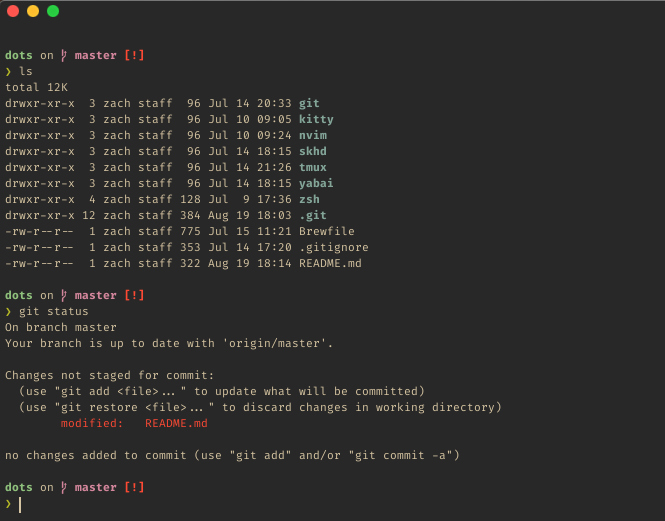 dots on  master [!]
❯ ls
total 12K
drwxr-xr-x  3 zach staff  96 Jul 14 20:33 git
drwxr-xr-x  3 zach staff  96 Jul 10 09:05 kitty
drwxr-xr-x  3 zach staff  96 Jul 10 09:24 nvim
drwxr-xr-x  3 zach staff  96 Jul 14 18:15 skhd
drwxr-xr-x  3 zach staff  96 Jul 14 21:26 tmux
drwxr-xr-x  3 zach staff  96 Jul 14 18:15 yabai
drwxr-xr-x  4 zach staff 128 Jul  9 17:36 zsh
drwxr-xr-x 12 zach staff 384 Aug 19 18:03 .git
-rw-r--r--  1 zach staff 775 Jul 15 11:21 Brewfile
-rw-r--r--  1 zach staff 353 Jul 14 17:20 .gitignore
-rw-r--r--  1 zach staff 322 Aug 19 18:14 README.md
dots on  master [!]
❯ git status
On branch master
Your branch is up to date with 'origin/master'.
Changes not staged for commit:
  (use "git add <file>..." to update what will be committed)
  (use "git restore <file>..." to discard changes in working directory)
        modified:   README.md
no changes added to commit (use "git add" and/or "git commit -a")
dots on  master [!]
❯